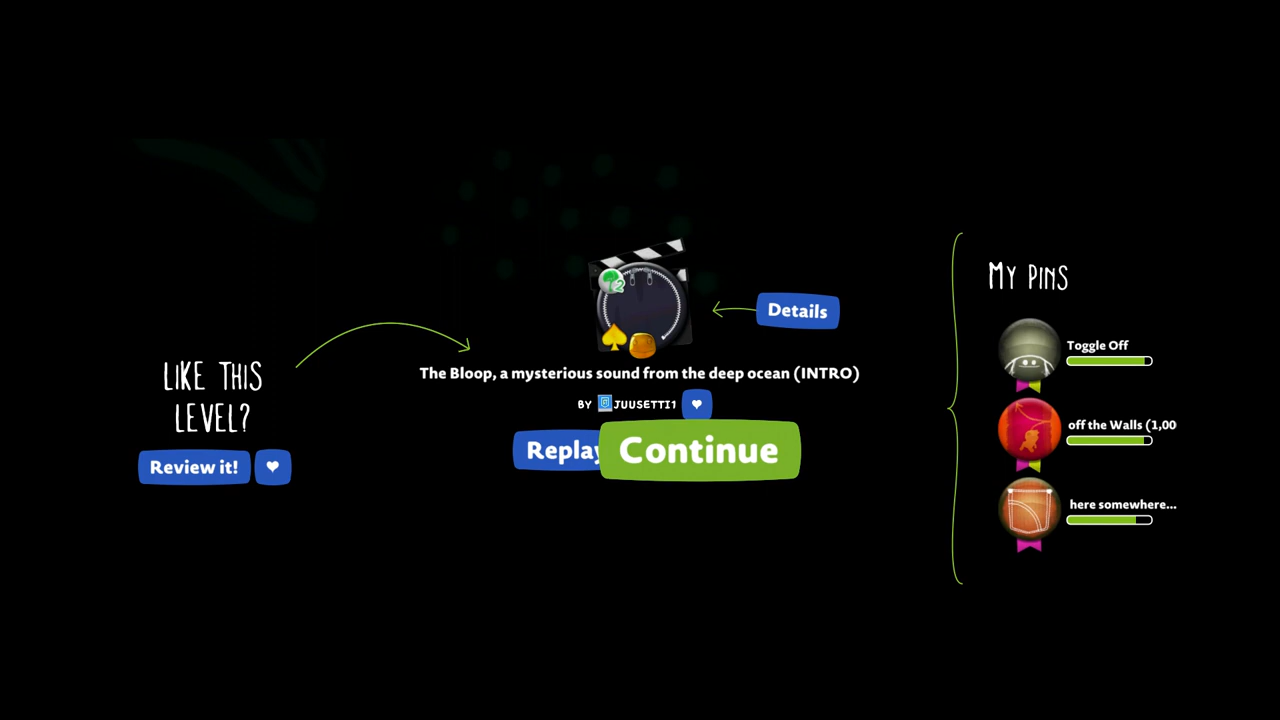 LIKE THIS
LEVEL?
Review it!
2
Details
The Bloop, a mysterious sound from the deep ocean (INTRO)
BY JUUSETTI1
Replay
Continue
MY PINS
Toggle Off
off the Walls (1,00
here somewhere...